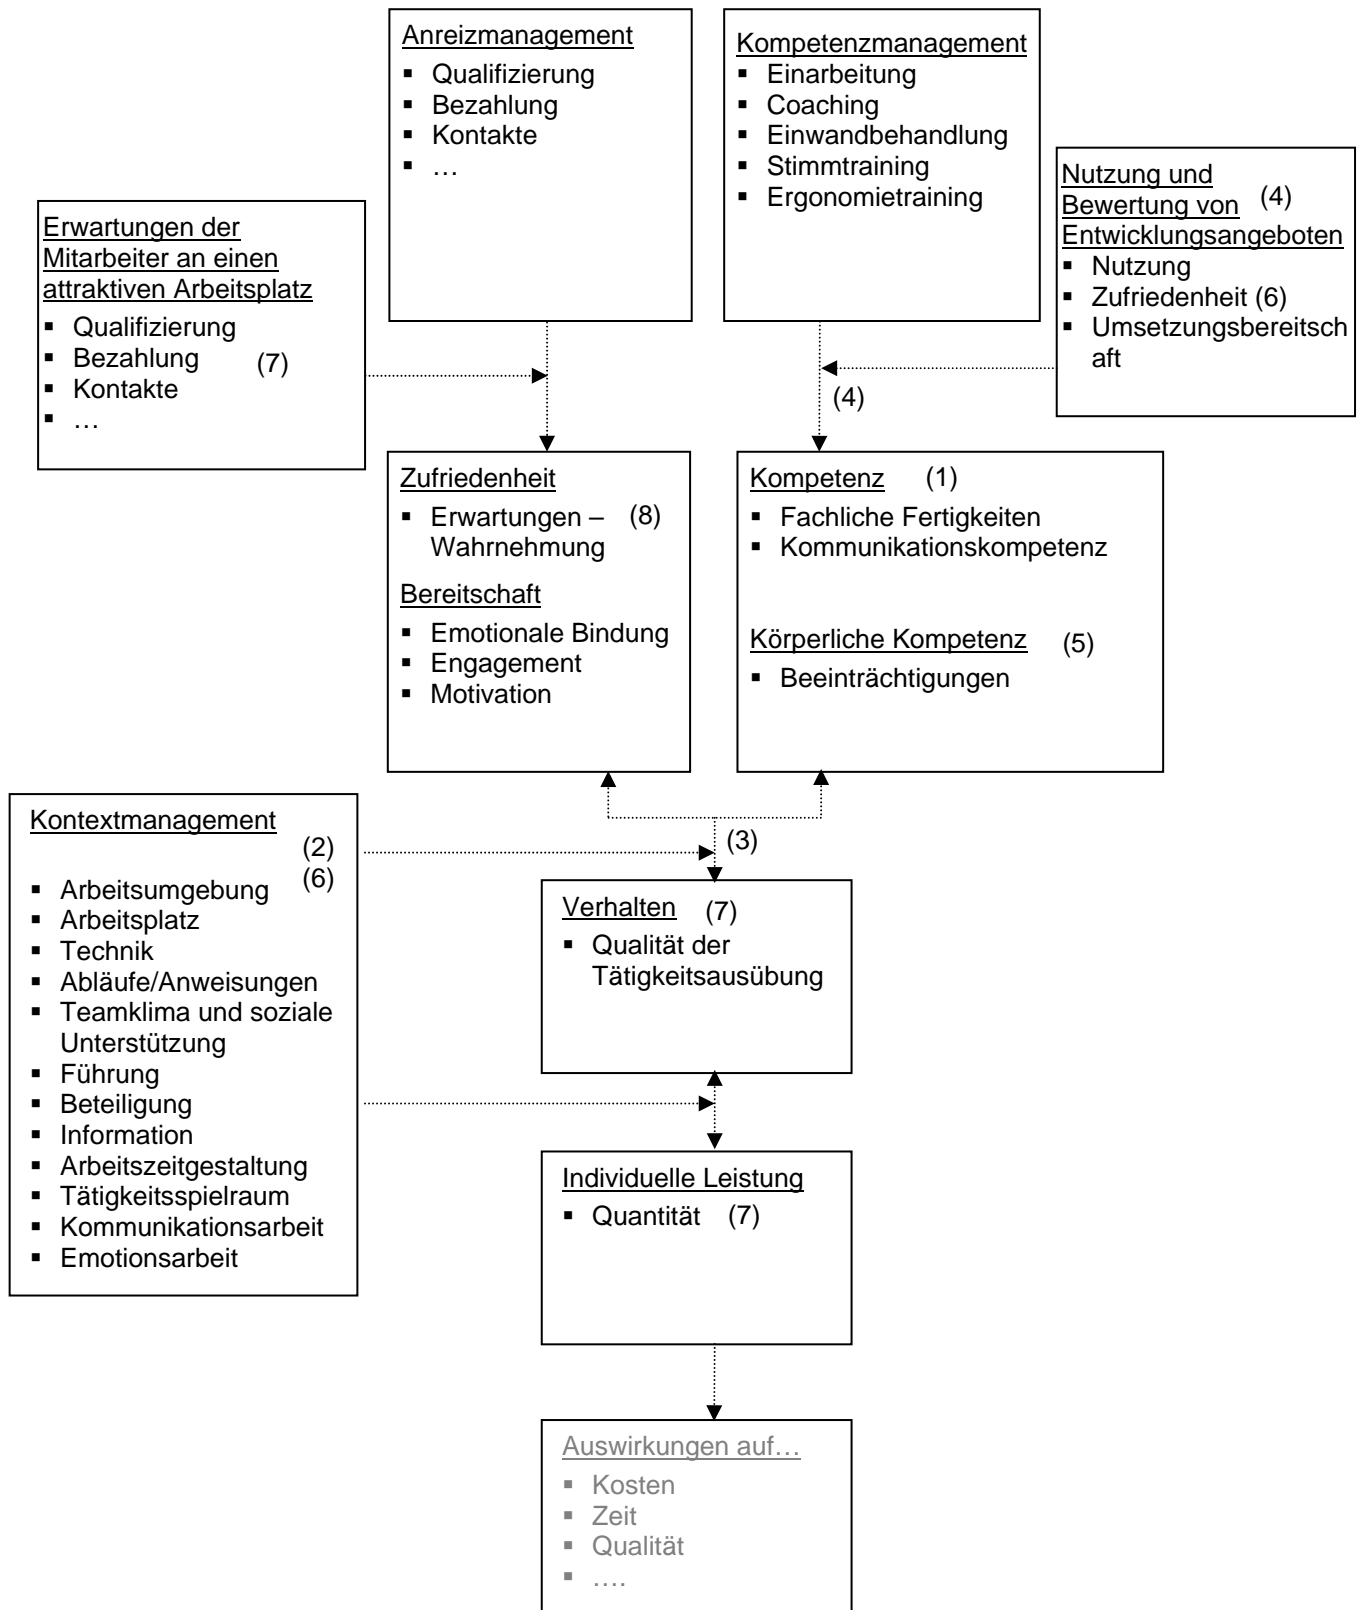 Anreizmanagement
▪ Qualifizierung
▪ Bezahlung
▪ Kontakte
▪ …
Kompetenzmanagement
▪ Einarbeitung
▪ Coaching
▪ Einwandbehandlung
▪ Stimmtraining
▪ Ergonomietraining
Nutzung und
Bewertung von (4)
Entwicklungsangeboten
▪ Nutzung
▪ Zufriedenheit (6)
▪ Umsetzungsbereitsch
aft
Erwartungen der
Mitarbeiter an einen
attraktiven Arbeitsplatz
▪ Qualifizierung
▪ Bezahlung (7)
▪ Kontakte
▪ …
(4)
Zufriedenheit
▪ Erwartungen – (8)
Wahrnehmung
Bereitschaft
▪ Emotionale Bindung
▪ Engagement
▪ Motivation
Kompetenz (1)
▪ Fachliche Fertigkeiten
▪ Kommunikationskompetenz
Körperliche Kompetenz (5)
▪ Beeinträchtigungen
Kontextmanagement
(2)
(6)
▪ Arbeitsumgebung
▪ Arbeitsplatz
▪ Technik
▪ Abläufe/Anweisungen
▪ Teamklima und soziale
Unterstützung
▪ Führung
▪ Beteiligung
▪ Information
▪ Arbeitszeitgestaltung
▪ Tätigkeitsspielraum
▪ Kommunikationsarbeit
▪ Emotionsarbeit
(3)
Verhalten (7)
▪ Qualität der
Tätigkeitsausübung
Individuelle Leistung
▪ Quantität (7)
Auswirkungen auf…
▪ Kosten
▪ Zeit
▪ Qualität
▪ ….